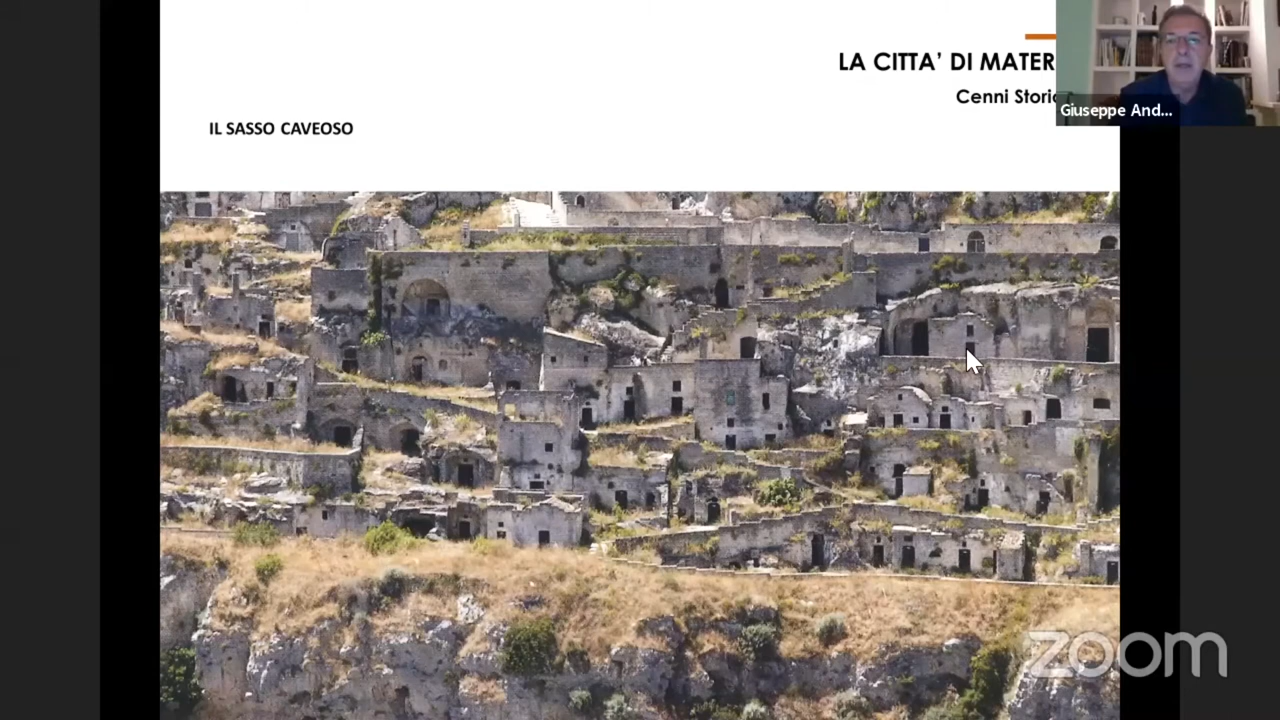 LA CITTA’ DI MATER
Cenni Storic
IL SASSO CAVEOSO
Giuseppe And...
zoom